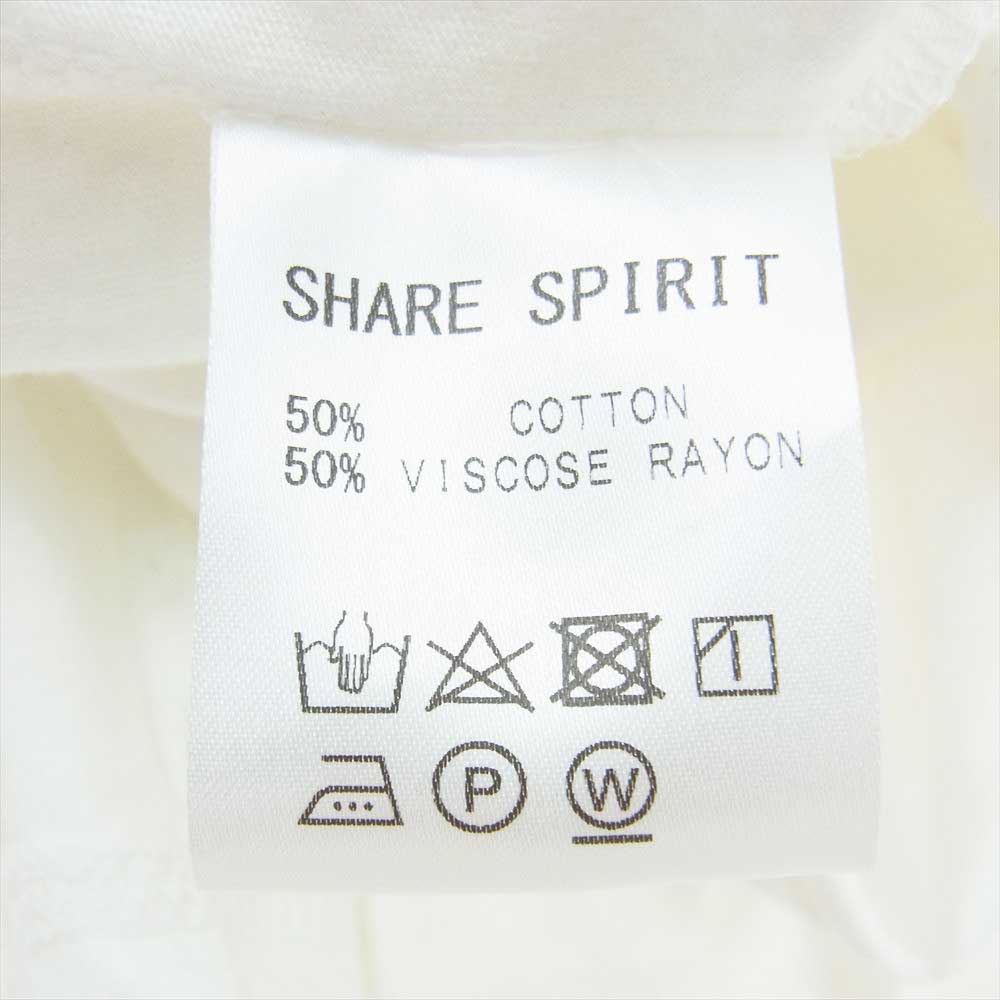 SHARE SPIRIT
50% COTTON
50% VISCOSE RAYON
P W